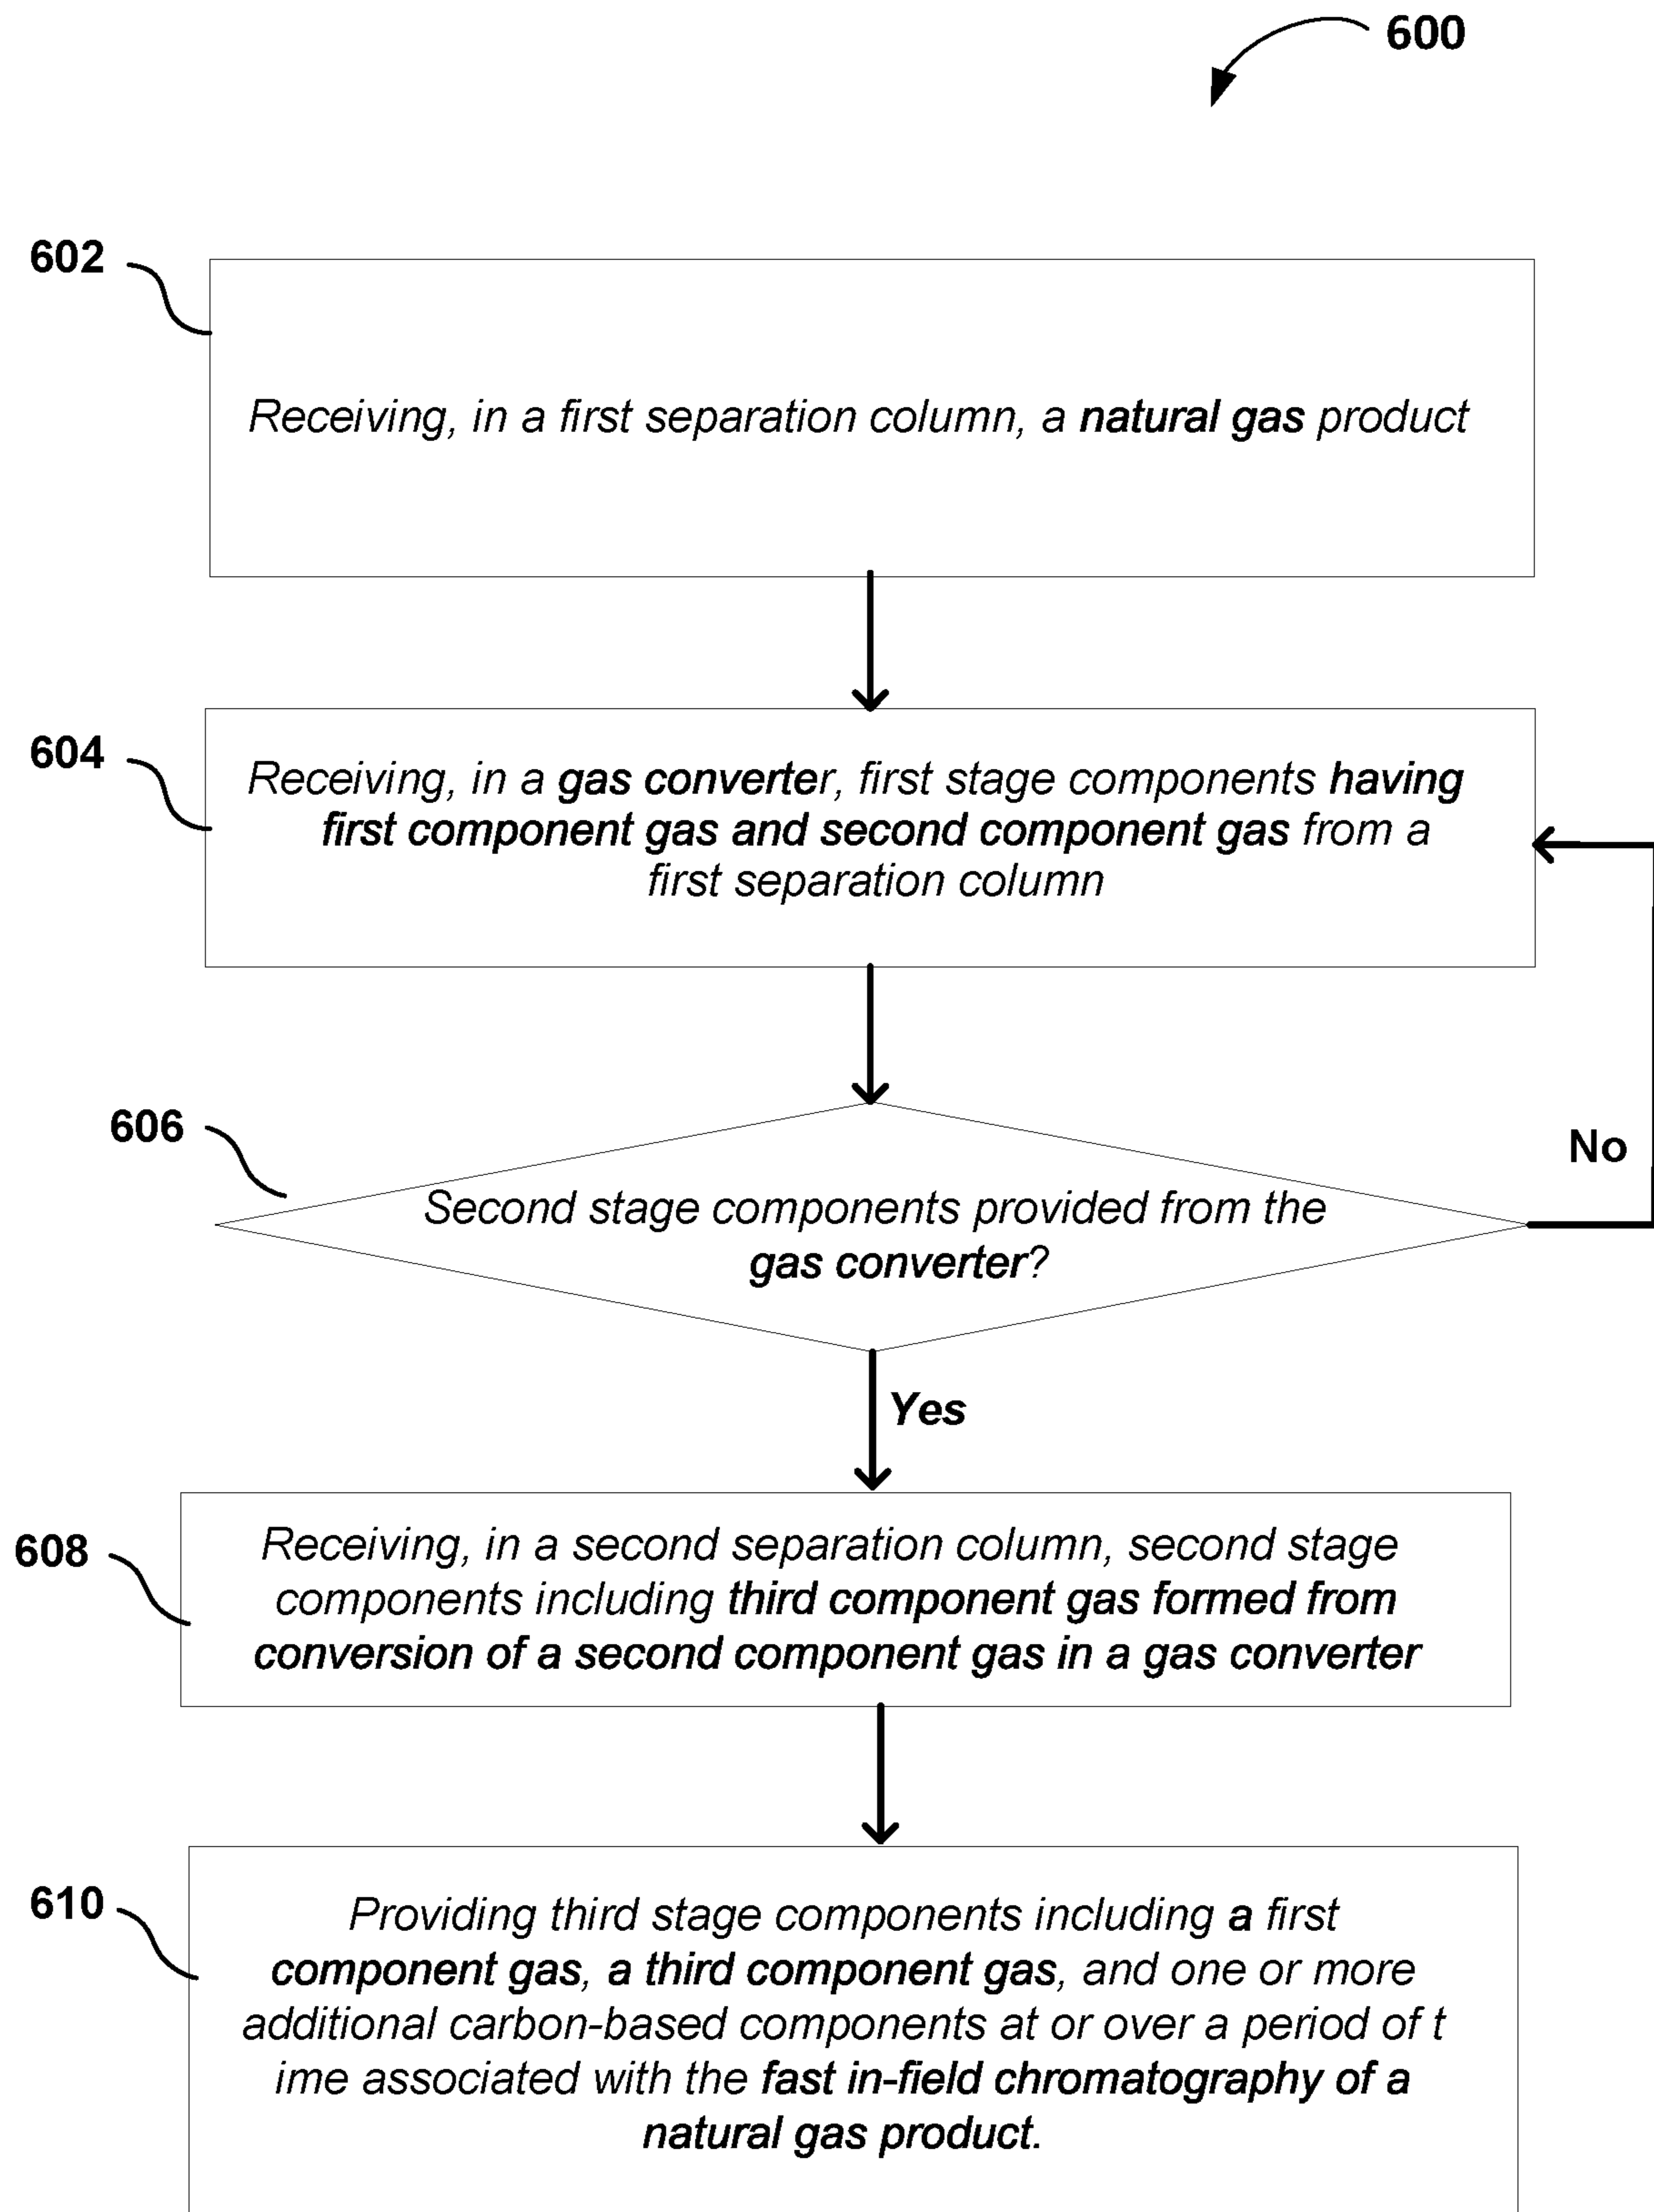 600
602
Receiving, in a first separation column, a natural gas product
604
Receiving, in a gas converter, first stage components having
first component gas and second component gas from a
first separation column
606
Second stage components provided from the
gas converter?
No
Yes
608
Receiving, in a second separation column, second stage
components including third component gas formed from
conversion of a second component gas in a gas converter
610
Providing third stage components including a first
component gas, a third component gas, and one or more
additional carbon-based components at or over a period of t
ime associated with the fast in-field chromatography of a
natural gas product.